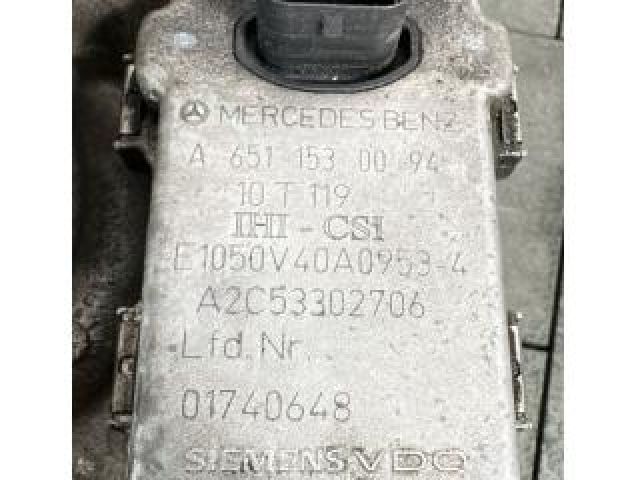 MERCEDES BENZ
A 651 153 00 94
10 T 119
IHI - CSI
E1050V40A0953-4
A2C53302706
Lfd. Nr.
01740648
SIEMENS VDO